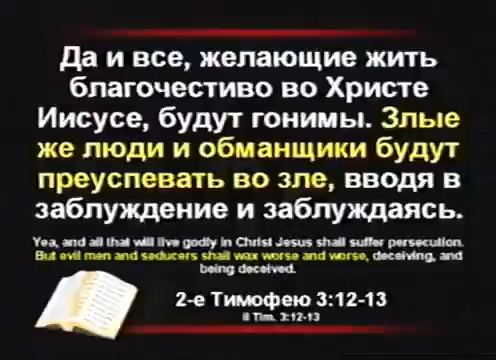 Да и все, желающие жить
благочестиво во Христе
Иисусе, будут гонимы. Злые
же люди и обманщики будут
преуспевать во зле, вводя в
заблуждение и заблуждаясь.
Yea, and all that will live godly in Christ Jesus shall suffer persecution.
But evil men and seducers shall wax worse and worse, deceiving, and
being deceived.
2-е Тимофею 3:12-13
II Tim. 3:12-13